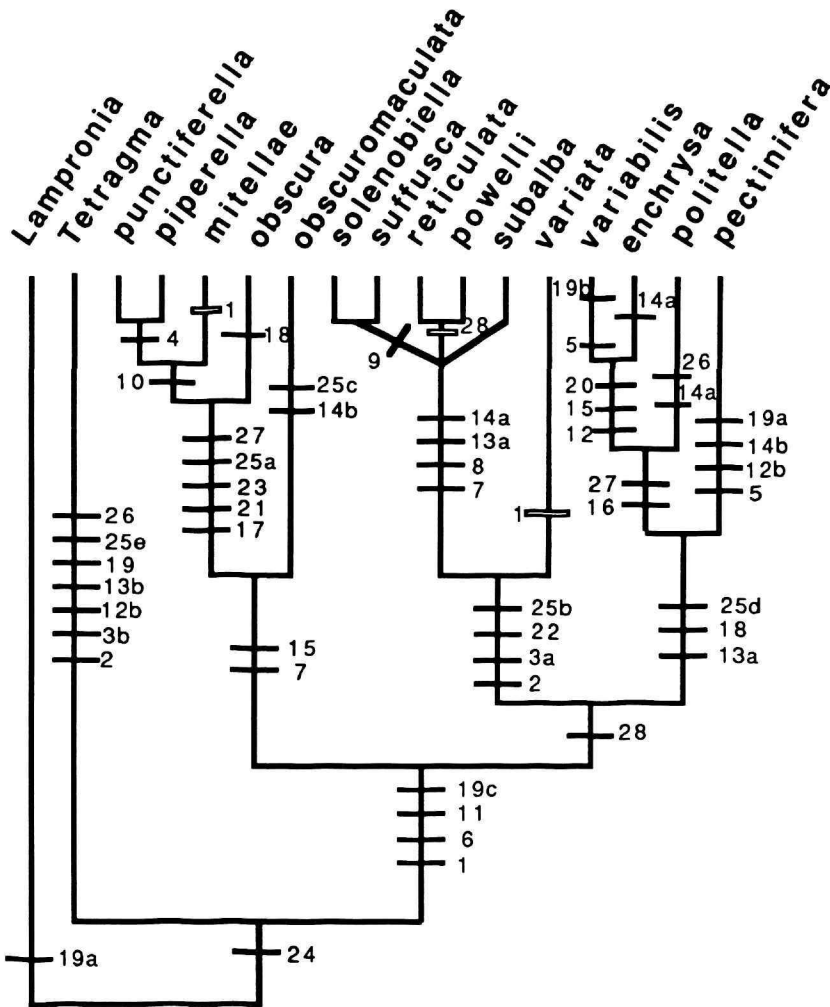 Lampronia
Tetragma
punctiferella
piperella
mitellae
obscura
obscuromaculata
solenobiella
suffusca
reticulata
powelli
subalba
variata
variabilis
enchrysa
politella
pectinifera
19b
14a
1
28
18
5
4
9
26
10
25c
20
14a
14b
14a
15
19a
27
13a
12
14b
25a
8
12b
23
7
27
5
21
16
26
17
1
25e
19
13b
12b
25b
25d
3b
22
18
2
15
3a
13a
7
2
28
19c
11
6
1
19a
24